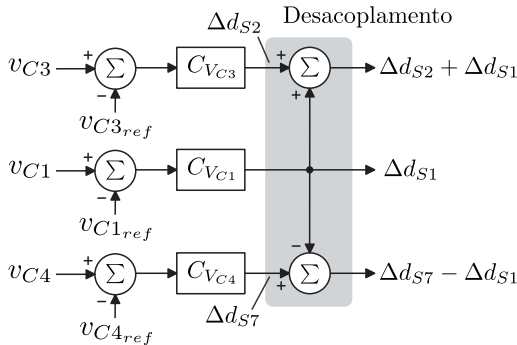 Δd_{S2} Desacoplamento
v_{C3} + Σ C_{V_{C3}} + Σ Δd_{S2} + Δd_{S1}
− +
v_{C3_{ref}}
v_{C1} + Σ C_{V_{C1}} Δd_{S1}
−
v_{C1_{ref}}
−
v_{C4} + Σ C_{V_{C4}} + Σ Δd_{S7} − Δd_{S1}
−
v_{C4_{ref}} Δd_{S7}